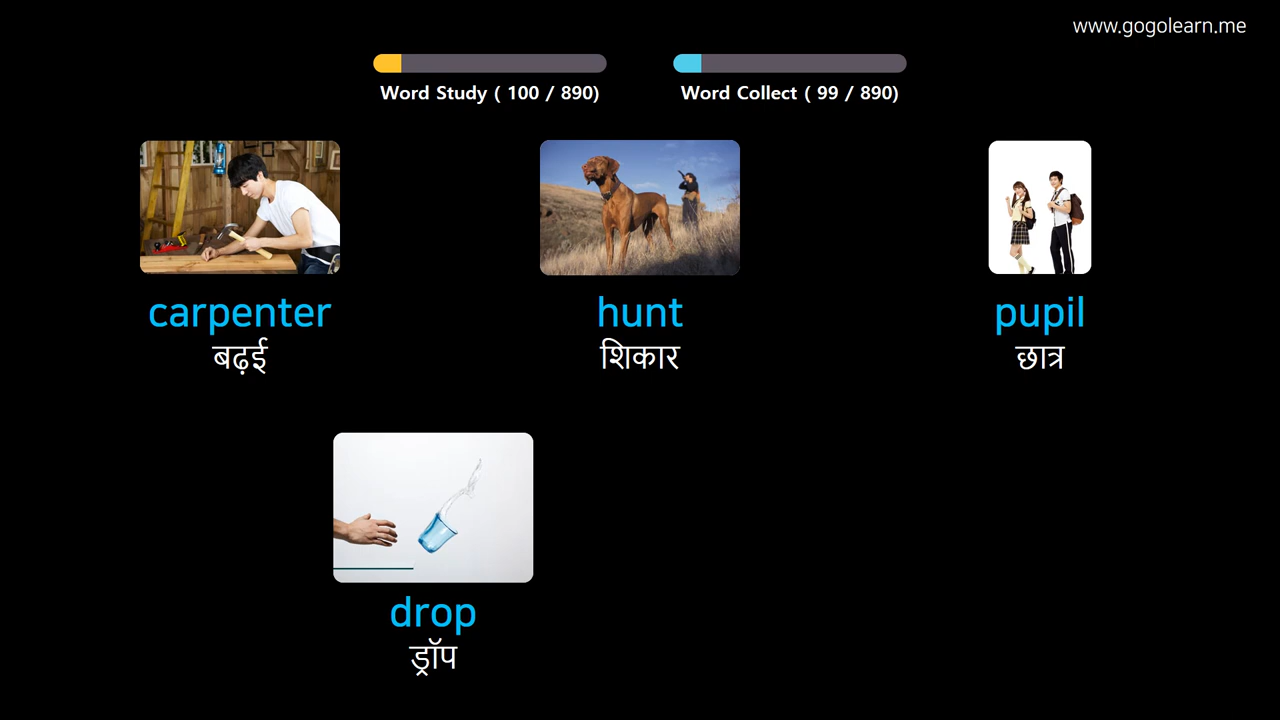 www.gogolearn.me
Word Study ( 100 / 890)
Word Collect ( 99 / 890)
carpenter
बढ़ई
hunt
शिकार
pupil
छात्र
drop
ड्रॉप